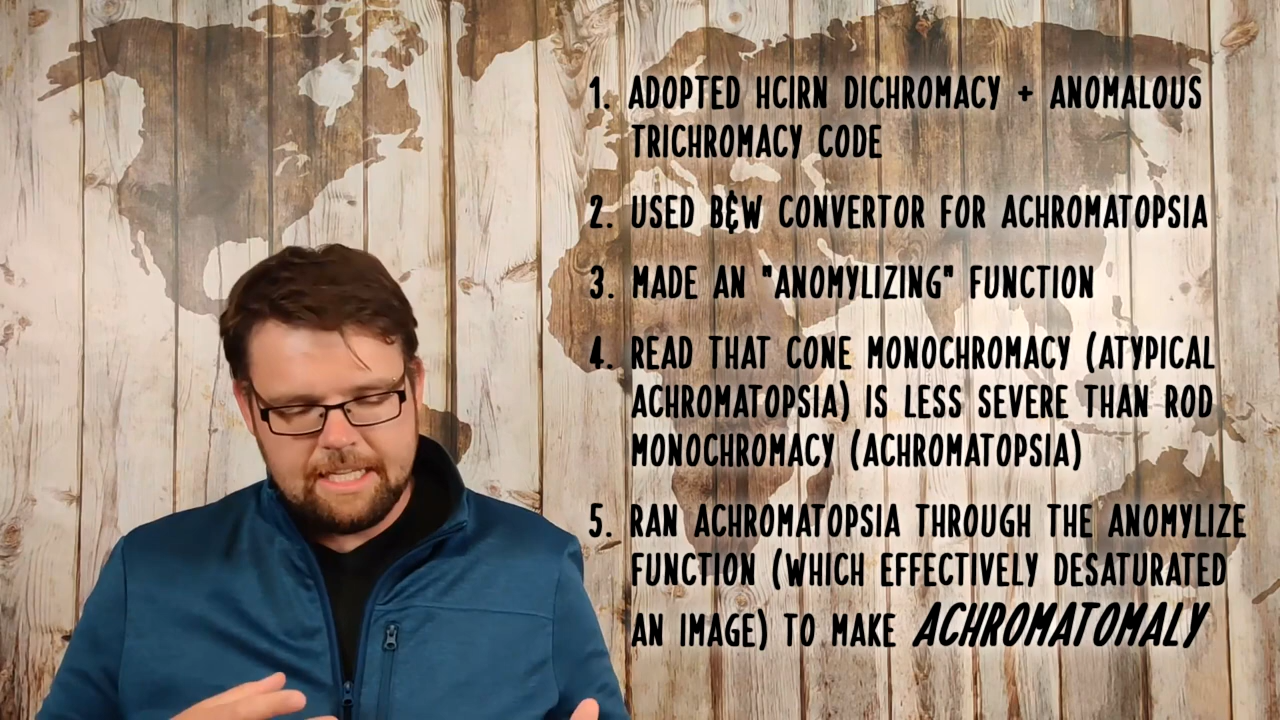 1. ADOPTED HCIRN DICHROMACY + ANOMALOUS
TRICHROMACY CODE
2. USED B&W CONVERTOR FOR ACHROMATOPSIA
3. MADE AN "ANOMYLIZING" FUNCTION
4. READ THAT CONE MONOCHROMACY (ATYPICAL
ACHROMATOPSIA) IS LESS SEVERE THAN ROD
MONOCHROMACY (ACHROMATOPSIA)
5. RAN ACHROMATOPSIA THROUGH THE ANOMYLIZE
FUNCTION (WHICH EFFECTIVELY DESATURATED
AN IMAGE) TO MAKE ACHROMATOMALY